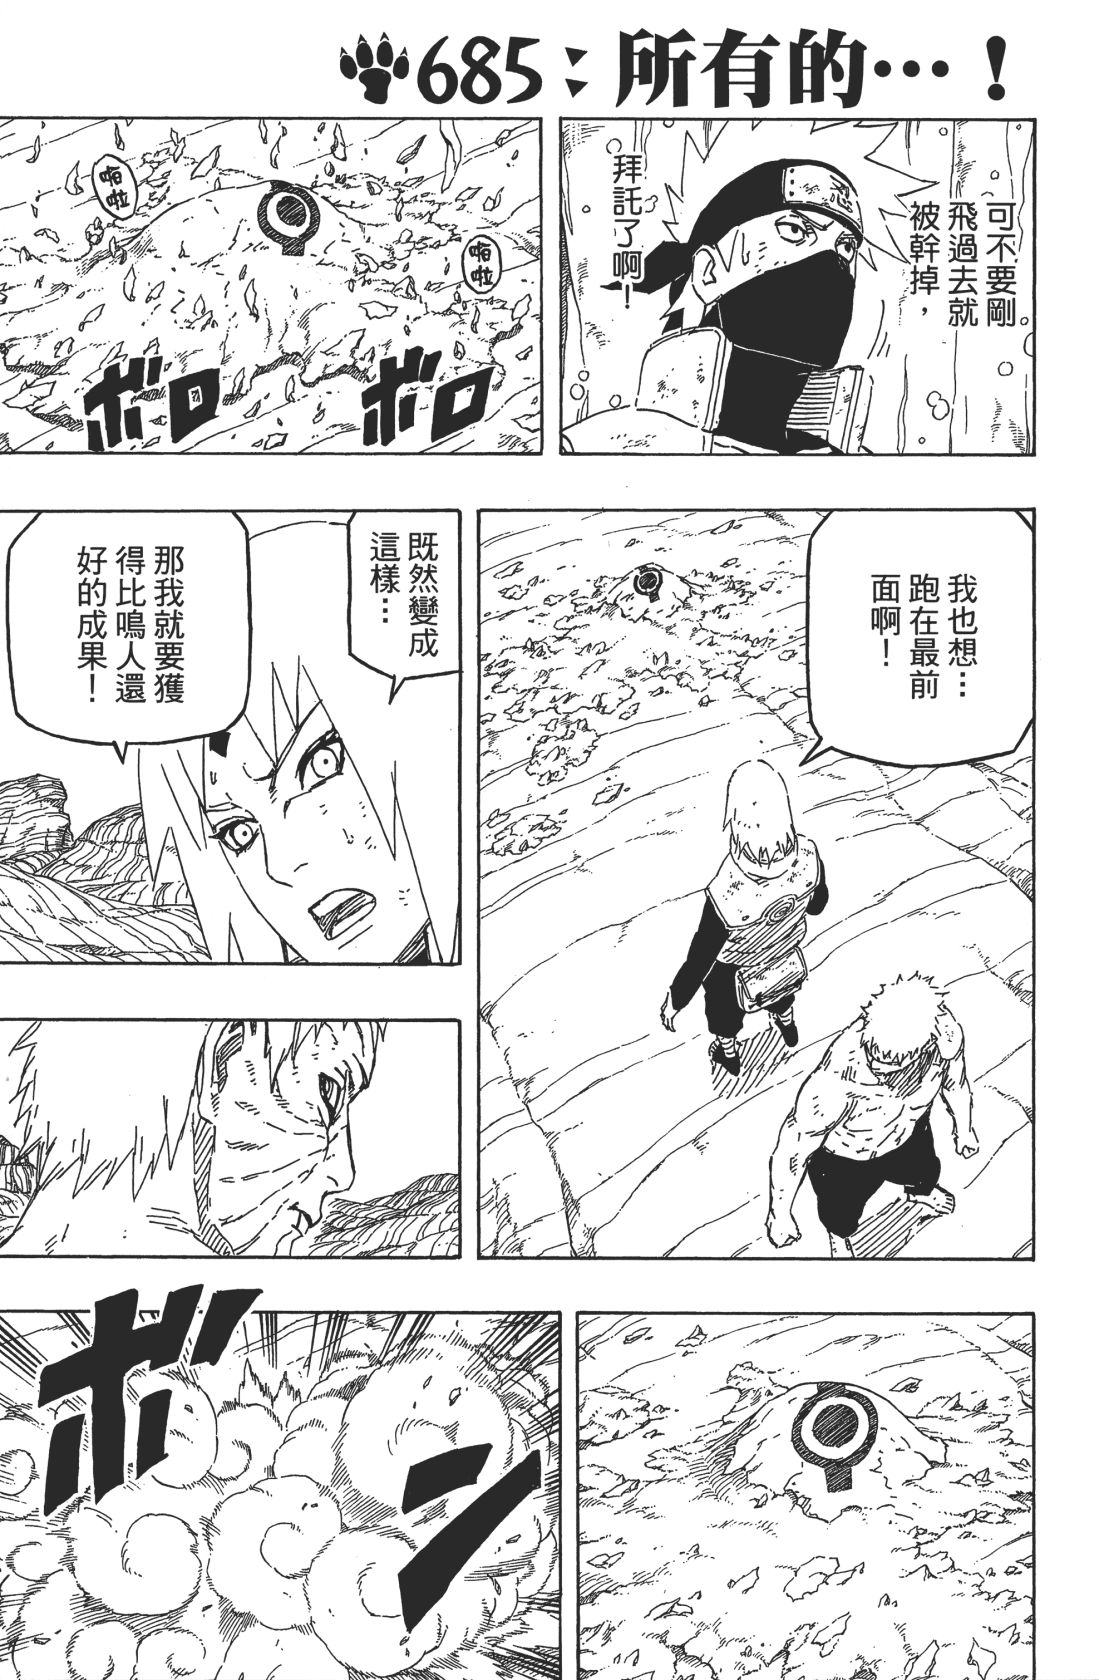 685：所有的…！
可不要剛
飛過去就
被幹掉，
拜託了啊！
啪啦
啪啦
ボロ
ボロ
我也想…
跑在最前
面啊！
既然變成
這樣…
那我就要獲
得比鳴人還
好的成果！
ボンッ